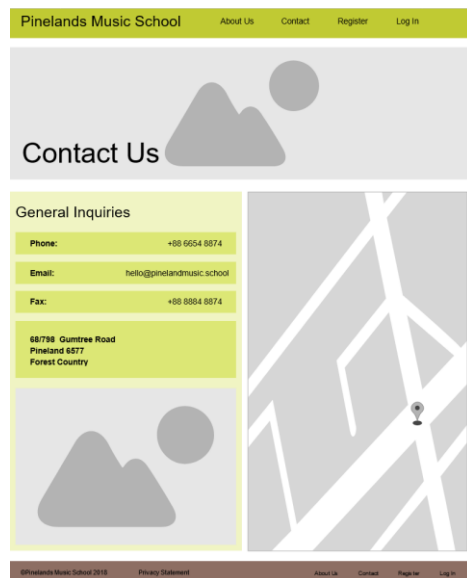 Pinelands Music School About Us Contact Register Log In
Contact Us
General Inquiries
Phone: +88 6654 8874
Email: hello@pinelandmusic.school
Fax: +88 8884 8874
68/798 Gumtree Road
Pineland 6577
Forest Country
©Pinelands Music School 2018 Privacy Statement About Us Contact Register Log In